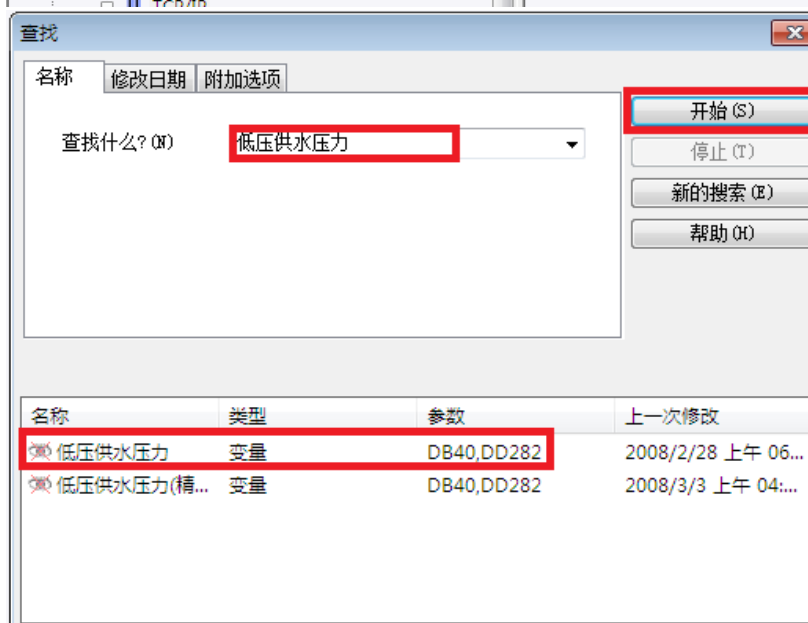 TCP/IP
查找
名称 修改日期 附加选项
开始(S)
查找什么?(N) 低压供水压力
停止(T)
新的搜索(E)
帮助(H)
名称 类型 参数 上一次修改
低压供水压力 变量 DB40,DD282 2008/2/28 上午 06...
低压供水压力(精... 变量 DB40,DD282 2008/3/3 上午 04:...